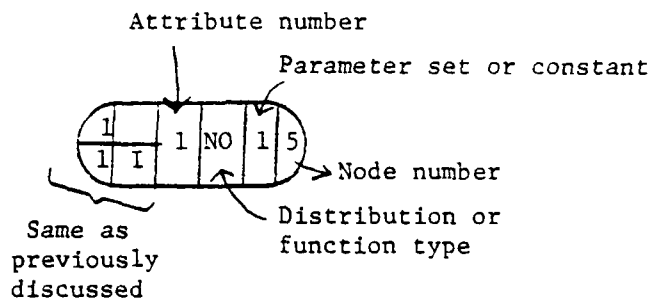 Attribute number
Parameter set or constant
1
1 I 1 NO 1 5
Node number
Distribution or
function type
Same as
previously
discussed